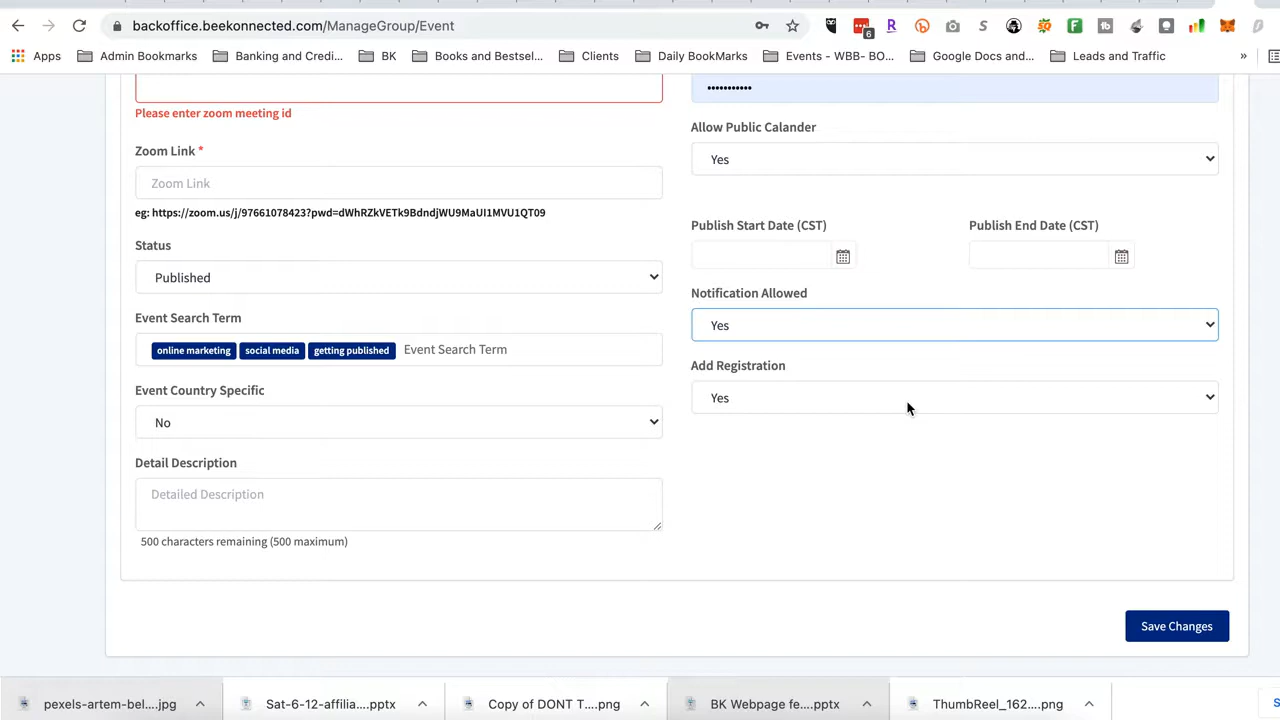 backoffice.beekonnected.com/ManageGroup/Event
6
Apps Admin Bookmarks Banking and Credi... BK Books and Bestsel... Clients Daily BookMarks Events - WBB- BO... Google Docs and... Leads and Traffic »
Please enter zoom meeting id
Zoom Link *
Zoom Link
eg: https://zoom.us/j/97661078423?pwd=dWhRZkVETk9BdndjWU9MaUI1MVU1QT09
Status
Published
Event Search Term
online marketing social media getting published Event Search Term
Event Country Specific
No
Detail Description
Detailed Description
500 characters remaining (500 maximum)
•••••••••••
Allow Public Calander
Yes
Publish Start Date (CST) Publish End Date (CST)
Notification Allowed
Yes
Add Registration
Yes
Save Changes
pexels-artem-bel....jpg Sat-6-12-affilia....pptx Copy of DONT T....png BK Webpage fe....pptx ThumbReel_162....png